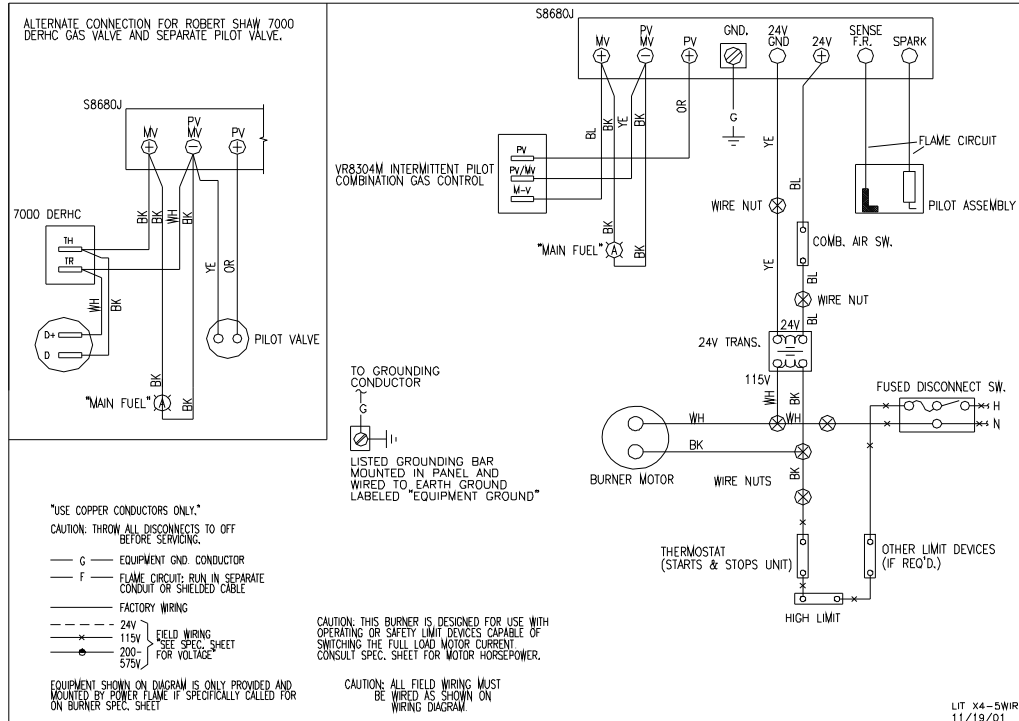 ALTERNATE CONNECTION FOR ROBERT SHAW 7000
DERHC GAS VALVE AND SEPARATE PILOT VALVE.
S8680J
PV
MV MV PV
7000 DERHC
TH
TR
BK
BK
WH
BK
YE
OR
WH
BK
D+
D
PILOT VALVE
BK
"MAIN FUEL"
A
BK
S8680J
PV GND. 24V SENSE
MV MV PV GND 24V F.R. SPARK
BL
BK
YE
BK
OR
G
YE
BL
FLAME CIRCUIT
VR8304M INTERMITTENT PILOT
COMBINATION GAS CONTROL
PV
PV/MV
M-V
PILOT ASSEMBLY
WIRE NUT
BK
"MAIN FUEL"
A
BK
COMB. AIR SW.
YE
BL
WIRE NUT
BL
24V
24V TRANS.
115V
WH
BK
TO GROUNDING
CONDUCTOR
G
LISTED GROUNDING BAR
MOUNTED IN PANEL AND
WIRED TO EARTH GROUND
LABELED "EQUIPMENT GROUND"
FUSED DISCONNECT SW.
H
N
WH
WH
BK
BURNER MOTOR
WIRE NUTS
BK
THERMOSTAT
(STARTS & STOPS UNIT)
OTHER LIMIT DEVICES
(IF REQ'D.)
HIGH LIMIT
"USE COPPER CONDUCTORS ONLY."
CAUTION: THROW ALL DISCONNECTS TO OFF
BEFORE SERVICING.
G EQUIPMENT GND. CONDUCTOR
F FLAME CIRCUIT: RUN IN SEPARATE
CONDUIT OR SHIELDED CABLE
FACTORY WIRING
24V
115V
200-
575V
FIELD WIRING
"SEE SPEC. SHEET
FOR VOLTAGE"
EQUIPMENT SHOWN ON DIAGRAM IS ONLY PROVIDED AND
MOUNTED BY POWER FLAME IF SPECIFICALLY CALLED FOR
ON BURNER SPEC. SHEET
CAUTION: THIS BURNER IS DESIGNED FOR USE WITH
OPERATING OR SAFETY LIMIT DEVICES CAPABLE OF
SWITCHING THE FULL LOAD MOTOR CURRENT.
CONSULT SPEC. SHEET FOR MOTOR HORSEPOWER.
CAUTION: ALL FIELD WIRING MUST
BE WIRED AS SHOWN ON
WIRING DIAGRAM.
LIT X4-5WIR
11/19/01